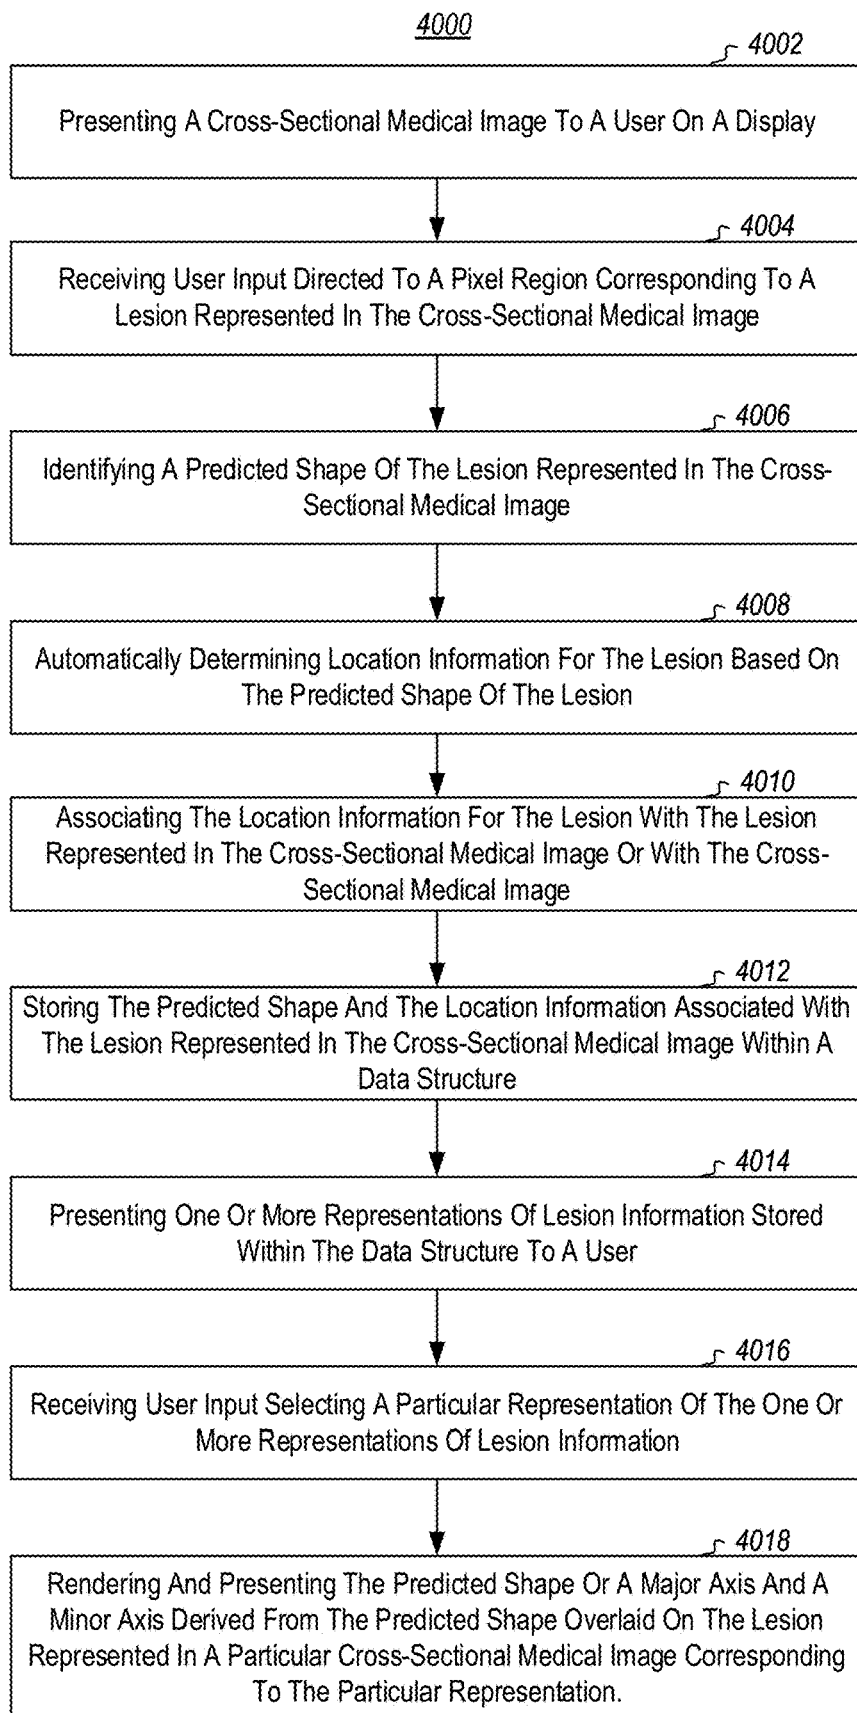 4000
4002
Presenting A Cross-Sectional Medical Image To A User On A Display
4004
Receiving User Input Directed To A Pixel Region Corresponding To A
Lesion Represented In The Cross-Sectional Medical Image
4006
Identifying A Predicted Shape Of The Lesion Represented In The Cross-
Sectional Medical Image
4008
Automatically Determining Location Information For The Lesion Based On
The Predicted Shape Of The Lesion
4010
Associating The Location Information For The Lesion With The Lesion
Represented In The Cross-Sectional Medical Image Or With The Cross-
Sectional Medical Image
4012
Storing The Predicted Shape And The Location Information Associated With
The Lesion Represented In The Cross-Sectional Medical Image Within A
Data Structure
4014
Presenting One Or More Representations Of Lesion Information Stored
Within The Data Structure To A User
4016
Receiving User Input Selecting A Particular Representation Of The One Or
More Representations Of Lesion Information
4018
Rendering And Presenting The Predicted Shape Or A Major Axis And A
Minor Axis Derived From The Predicted Shape Overlaid On The Lesion
Represented In A Particular Cross-Sectional Medical Image Corresponding
To The Particular Representation.